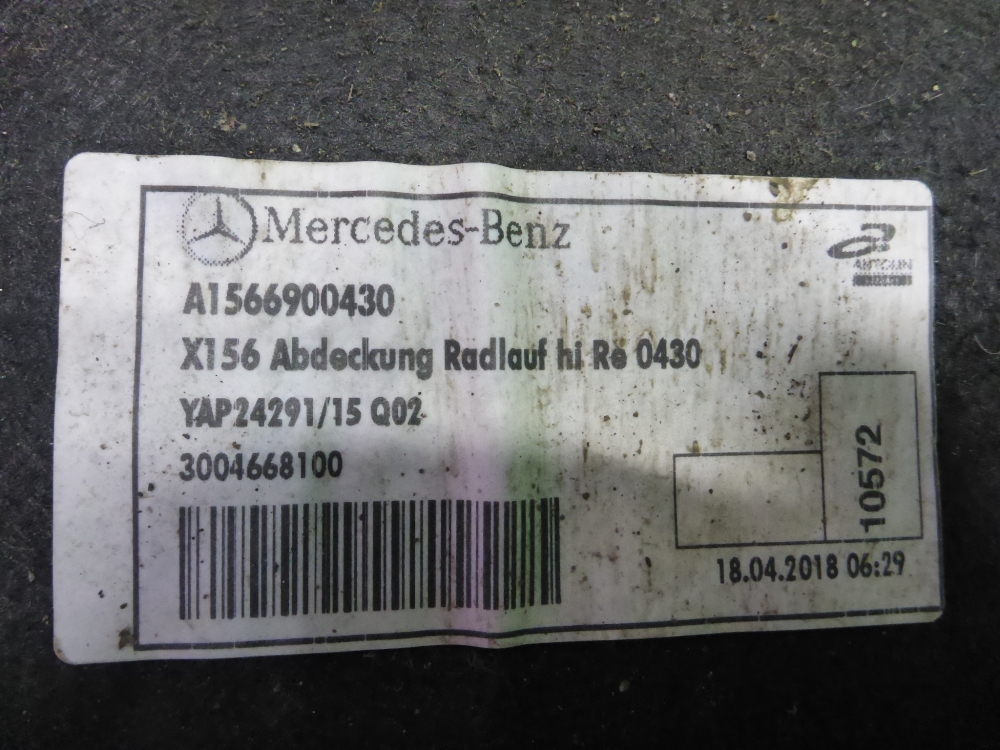 Mercedes-Benz
A1566900430
X156 Abdeckung Radlauf hi Re 0430
YAP24291/15 Q02
3004668100
10572
18.04.2018 06:29